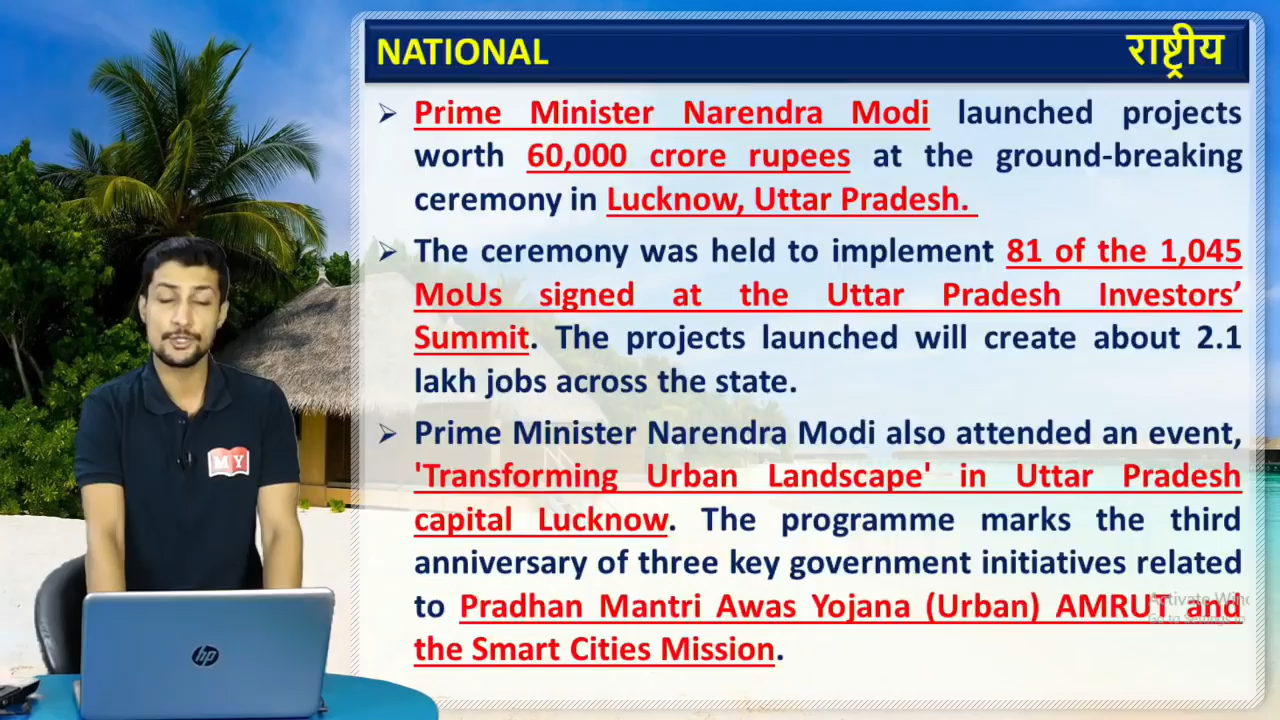 NATIONAL राष्ट्रीय
Prime Minister Narendra Modi launched projects
worth 60,000 crore rupees at the ground-breaking
ceremony in Lucknow, Uttar Pradesh.
The ceremony was held to implement 81 of the 1,045
MoUs signed at the Uttar Pradesh Investors’
Summit. The projects launched will create about 2.1
lakh jobs across the state.
Prime Minister Narendra Modi also attended an event,
'Transforming Urban Landscape' in Uttar Pradesh
capital Lucknow. The programme marks the third
anniversary of three key government initiatives related
to Pradhan Mantri Awas Yojana (Urban) AMRUT and
the Smart Cities Mission.
MY
hp